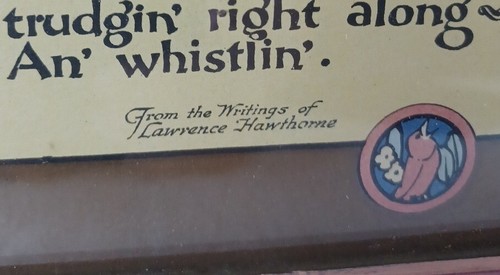 trudgin' right along~
An' whistlin'.
From the Writings of
Lawrence Hawthorne